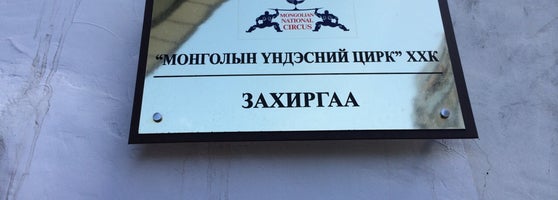 MONGOLIAN
NATIONAL
CIRCUS
“МОНГОЛЫН ҮНДЭСНИЙ ЦИРК” ХХК
ЗАХИРГАА